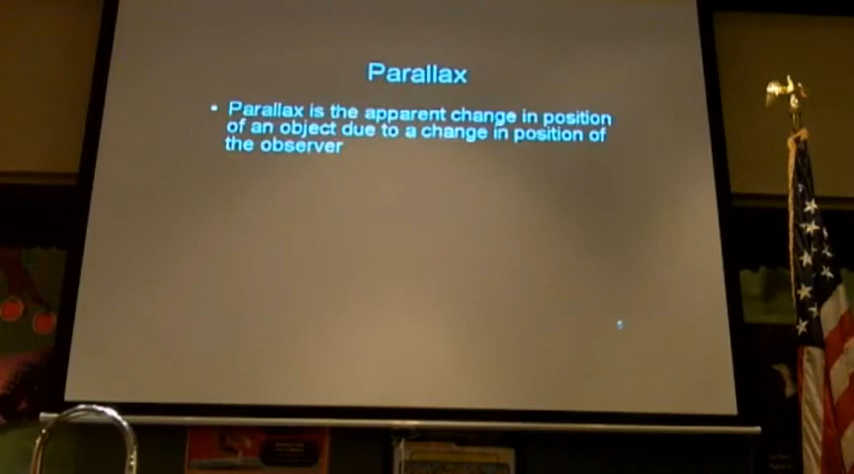 Parallax
• Parallax is the apparent change in position
of an object due to a change in position of
the observer